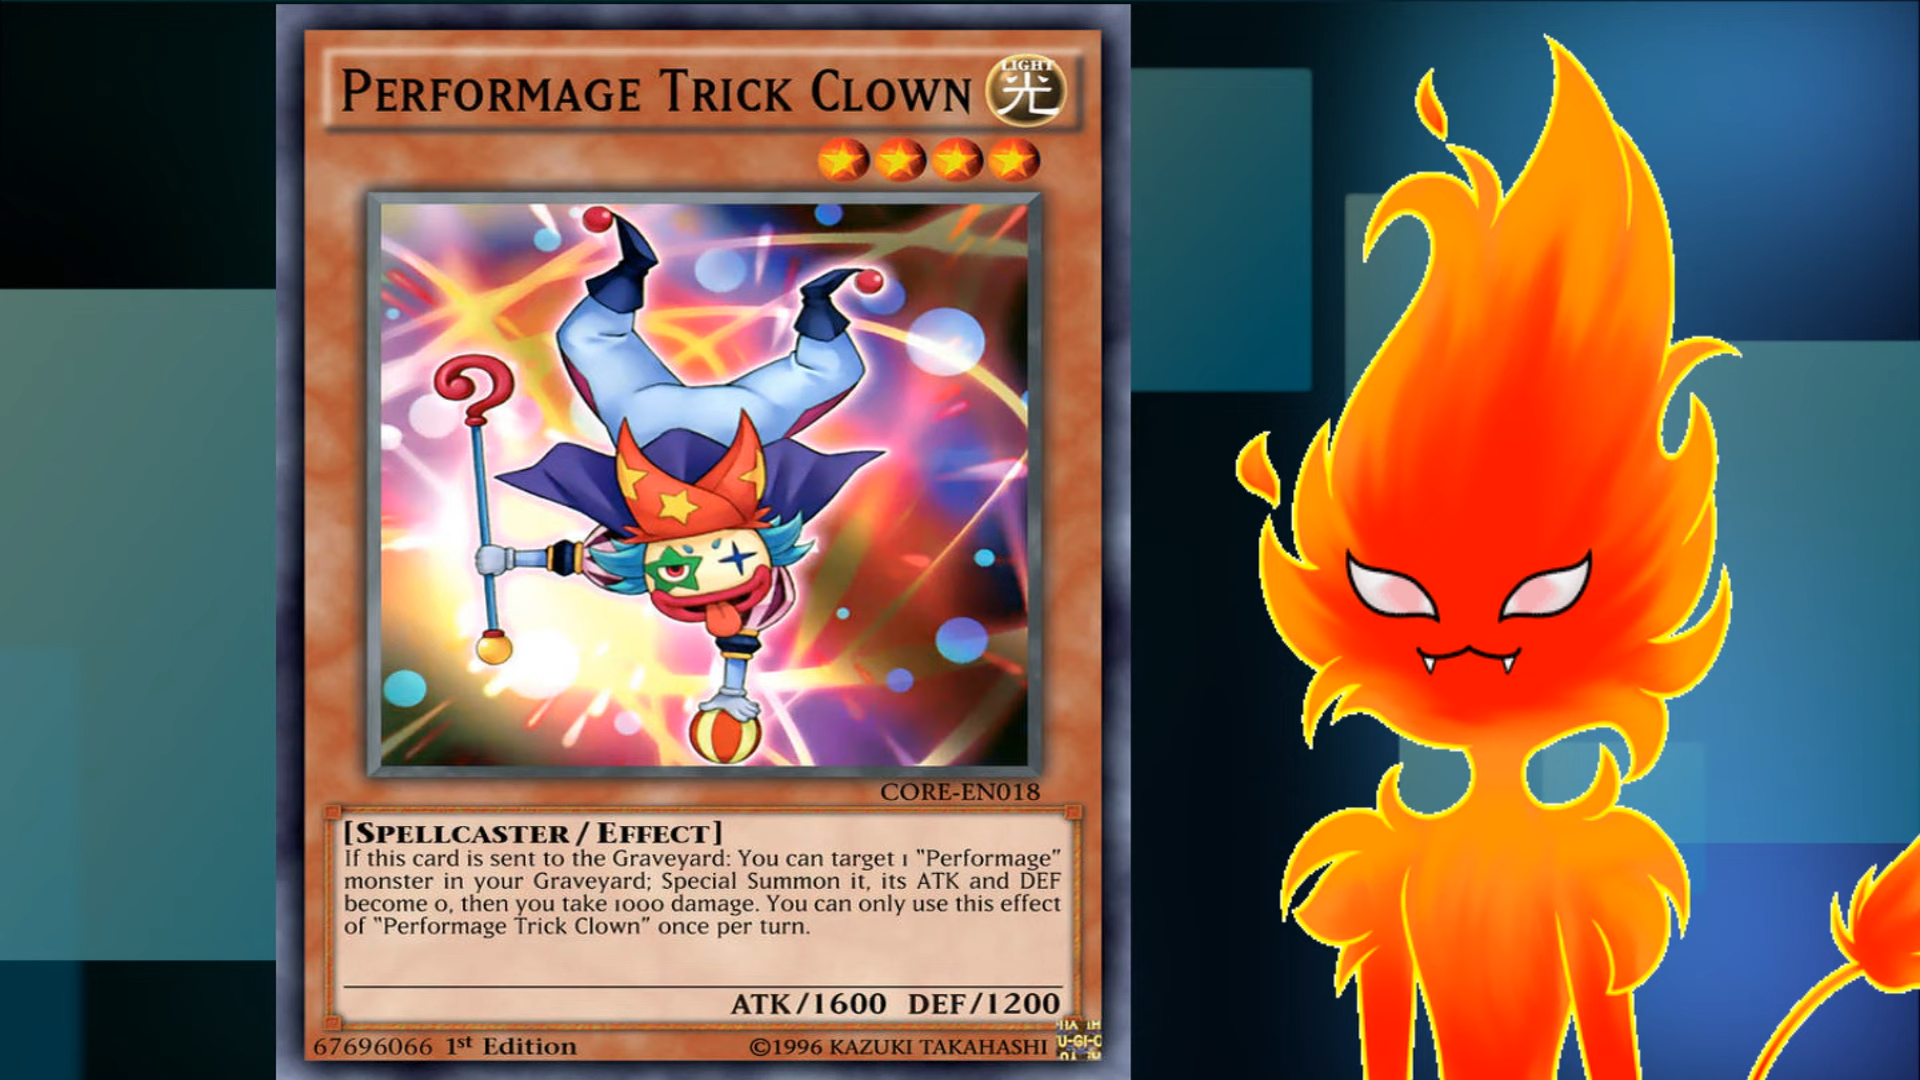 PERFORMAGE TRICK CLOWN
LIGHT
光
CORE-EN018
[SPELLCASTER / EFFECT]
If this card is sent to the Graveyard: You can target 1 “Performage”
monster in your Graveyard; Special Summon it, its ATK and DEF
become 0, then you take 1000 damage. You can only use this effect
of “Performage Trick Clown” once per turn.
ATK/1600 DEF/1200
67696066 1st Edition
©1996 KAZUKI TAKAHASHI